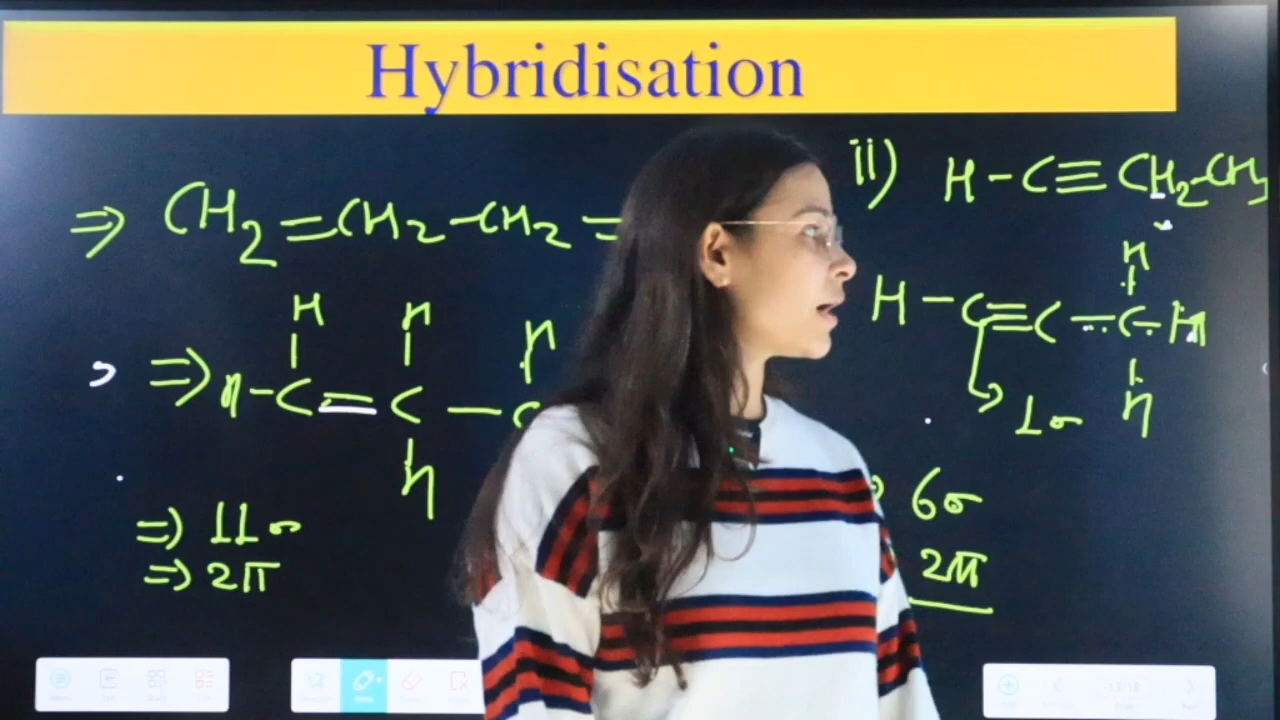 Hybridisation
⇒ CH2=CH2-CH2=
H H H
⇒ H-C=C-C
H
⇒ 11σ
⇒ 2π
ii) H-C≡CH2-CH3
H
H-C≡C-C-H
1σ H
6σ
2π